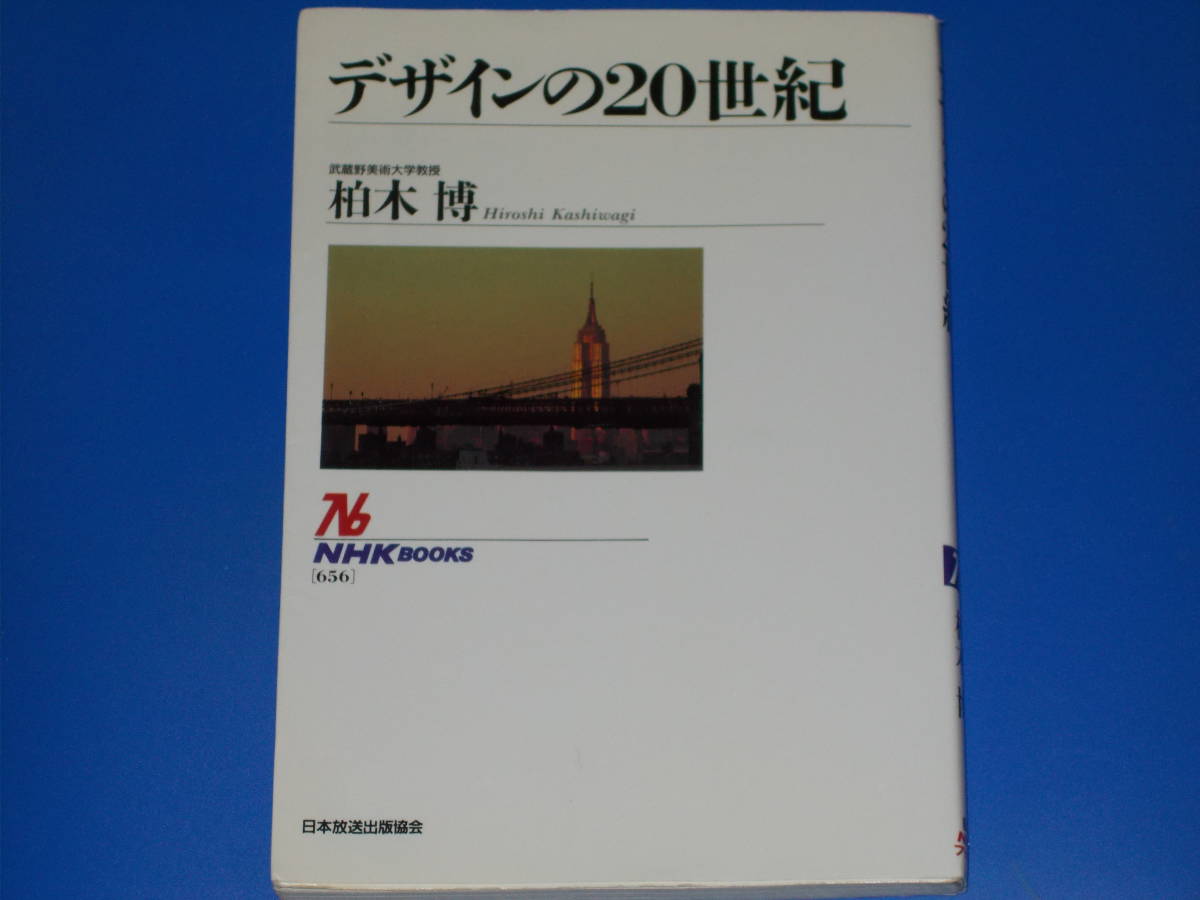 デザインの20世紀
武蔵野美術大学教授
柏木 博 Hiroshi Kashiwagi
NHK BOOKS
[656]
日本放送出版協会